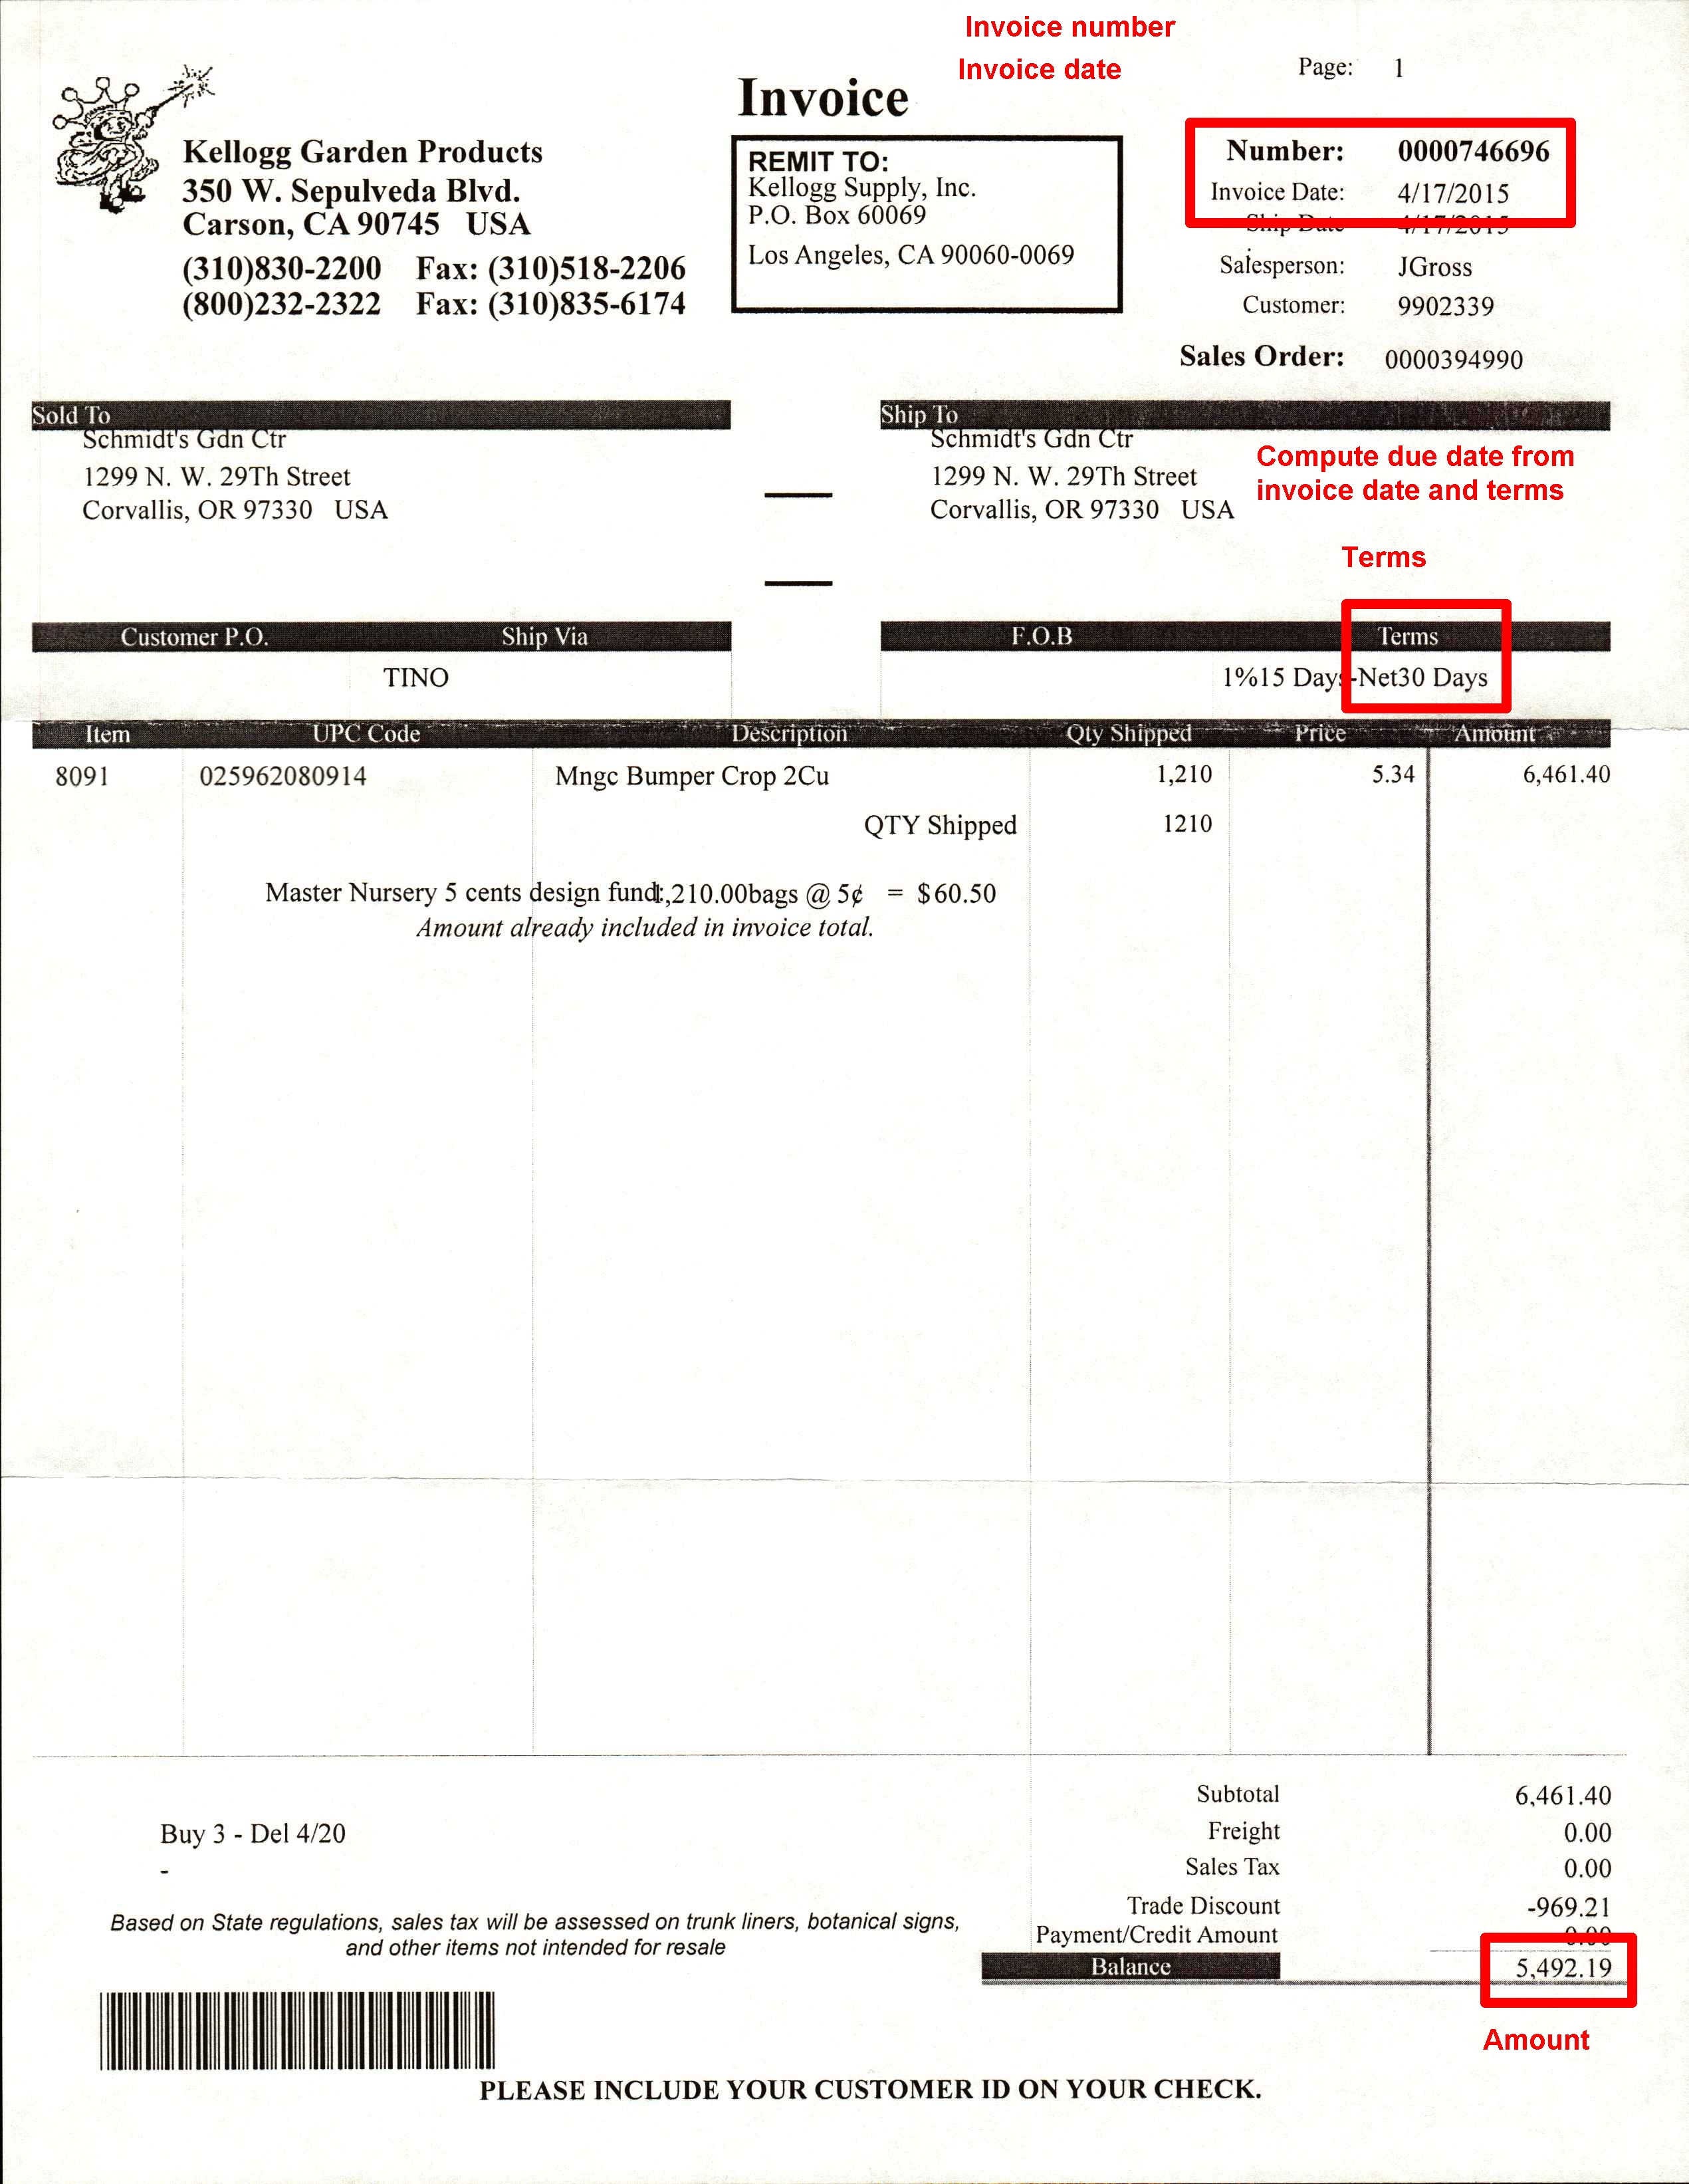 Invoice number
Invoice date
Page: 1
Invoice
Kellogg Garden Products
350 W. Sepulveda Blvd.
Carson, CA 90745 USA
(310)830-2200 Fax: (310)518-2206
(800)232-2322 Fax: (310)835-6174
REMIT TO:
Kellogg Supply, Inc.
P.O. Box 60069
Los Angeles, CA 90060-0069
Number: 0000746696
Invoice Date: 4/17/2015
Ship Date 4/17/2015
Salesperson: JGross
Customer: 9902339
Sales Order: 0000394990
Sold To
Schmidt's Gdn Ctr
1299 N. W. 29Th Street
Corvallis, OR 97330 USA
Ship To
Schmidt's Gdn Ctr
1299 N. W. 29Th Street
Corvallis, OR 97330 USA
Compute due date from
invoice date and terms
Terms
Customer P.O. Ship Via F.O.B Terms
TINO 1%15 Days-Net30 Days
Item UPC Code Description Qty Shipped Price Amount
8091 025962080914 Mngc Bumper Crop 2Cu 1,210 5.34 6,461.40
QTY Shipped 1210
Master Nursery 5 cents design fund:,210.00bags @ 5¢ = $60.50
Amount already included in invoice total.
Subtotal 6,461.40
Buy 3 - Del 4/20
Freight 0.00
-
Sales Tax 0.00
Trade Discount -969.21
Based on State regulations, sales tax will be assessed on trunk liners, botanical signs,
and other items not intended for resale
Payment/Credit Amount 0.00
Balance 5,492.19
Amount
PLEASE INCLUDE YOUR CUSTOMER ID ON YOUR CHECK.